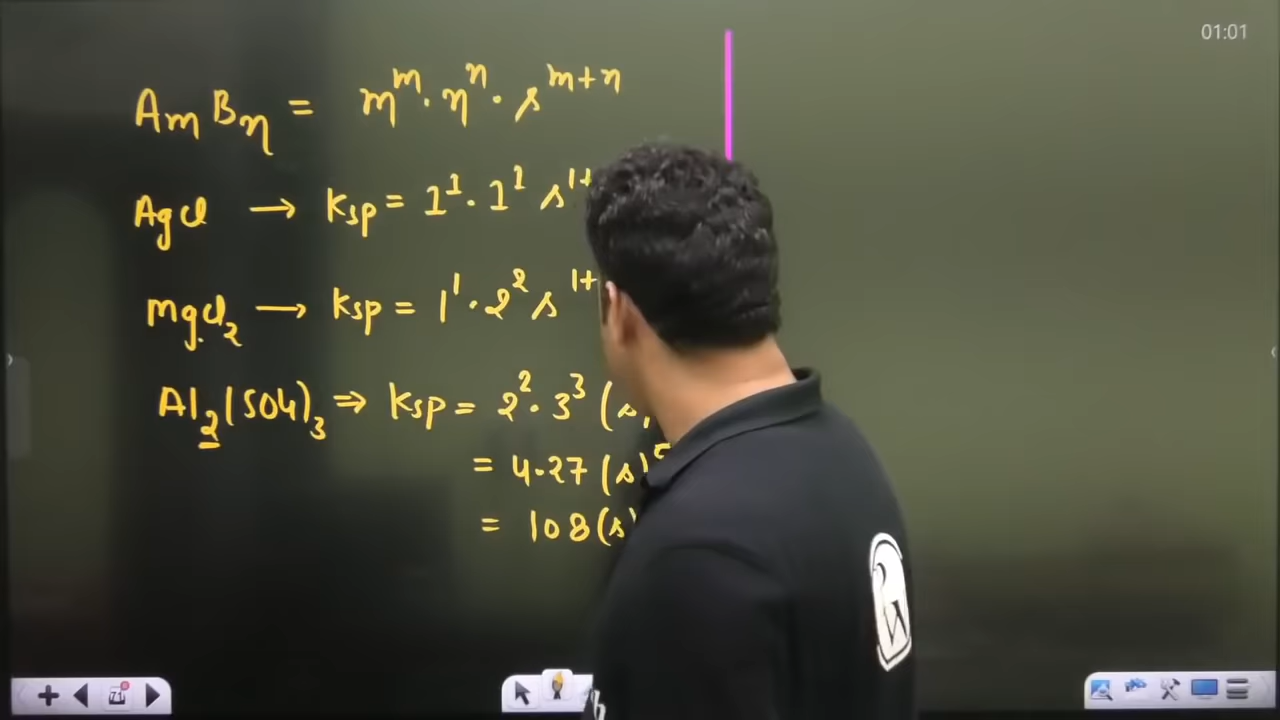 01:01
AmBn = m^m · n^n · s^m+n
AgCl → Ksp = 1^1 · 1^1 s^1+
MgCl2 → Ksp = 1^1 · 2^2 s^1+
Al2(SO4)3 ⇒ Ksp = 2^2 · 3^3 (s)
= 4·27 (s)^5
= 108 (s)
71